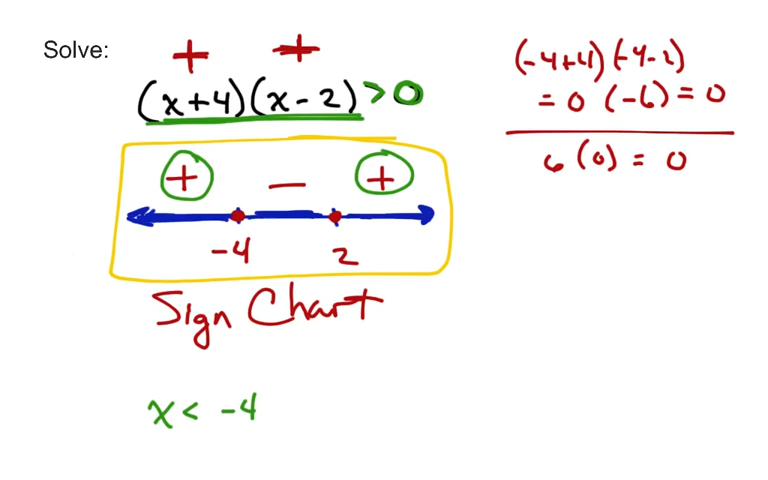 Solve:
+ +
(x+4)(x-2)>0
+ - +
-4 2
Sign Chart
x < -4
(-4+4)(-4-2)
= 0 (-6) = 0
6 (0) = 0